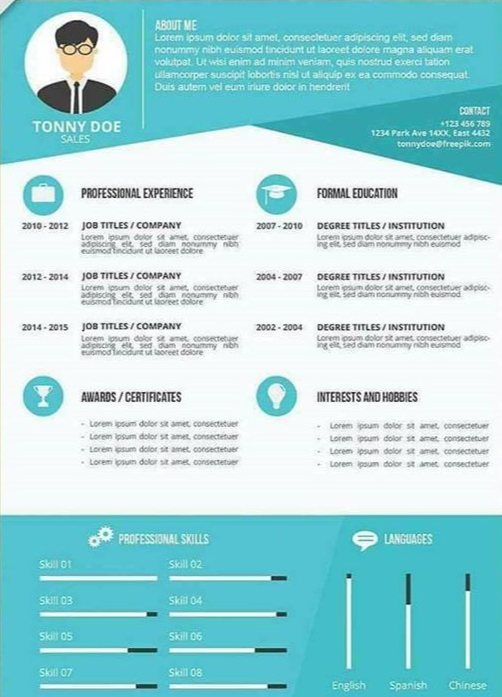 ABOUT ME
Lorem ipsum dolor sit amet, consectetuer adipiscing elit, sed diam
nonummy nibh euismod tincidunt ut laoreet dolore magna aliquam erat
volutpat. Ut wisi enim ad minim veniam, quis nostrud exerci tation
ullamcorper suscipit lobortis nisl ut aliquip ex ea commodo consequat.
Duis autem vel eum iriure dolor in hendrerit
TONNY DOE
SALES
CONTACT
+123 456 789
1234 Park Ave 14XX, East 4432
tonnydoe@freepik.com
PROFESSIONAL EXPERIENCE
2010 - 2012 JOB TITLES / COMPANY
Lorem ipsum dolor sit amet, consectetuer
adipiscing elit, sed diam nonummy nibh
euismod tincidunt ut laoreet dolore
2012 - 2014 JOB TITLES / COMPANY
Lorem ipsum dolor sit amet, consectetuer
adipiscing elit, sed diam nonummy nibh
euismod tincidunt ut laoreet dolore
2014 - 2015 JOB TITLES / COMPANY
Lorem ipsum dolor sit amet, consectetuer
adipiscing elit, sed diam nonummy nibh
euismod tincidunt ut laoreet dolore
FORMAL EDUCATION
2007 - 2010 DEGREE TITLES / INSTITUTION
Lorem ipsum dolor sit amet, consectetuer adipisc-
ing elit, sed diam nonummy nibh euismod
2004 - 2007 DEGREE TITLES / INSTITUTION
Lorem ipsum dolor sit amet, consectetuer adipisc-
ing elit, sed diam nonummy nibh euismod
2002 - 2004 DEGREE TITLES / INSTITUTION
Lorem ipsum dolor sit amet, consectetuer adipisc-
ing elit, sed diam nonummy nibh euismod
AWARDS / CERTIFICATES
- Lorem ipsum dolor sit amet, consectetuer
- Lorem ipsum dolor sit amet, consectetuer
- Lorem ipsum dolor sit amet, consectetuer
- Lorem ipsum dolor sit amet, consectetuer
INTERESTS AND HOBBIES
- Lorem ipsum dolor sit amet, consectetuer
- Lorem ipsum dolor sit amet, consectetuer
- Lorem ipsum dolor sit amet, consectetuer
- Lorem ipsum dolor sit amet, consectetuer
PROFESSIONAL SKILLS
Skill 01 Skill 02
Skill 03 Skill 04
Skill 05 Skill 06
Skill 07 Skill 08
LANGUAGES
English Spanish Chinese